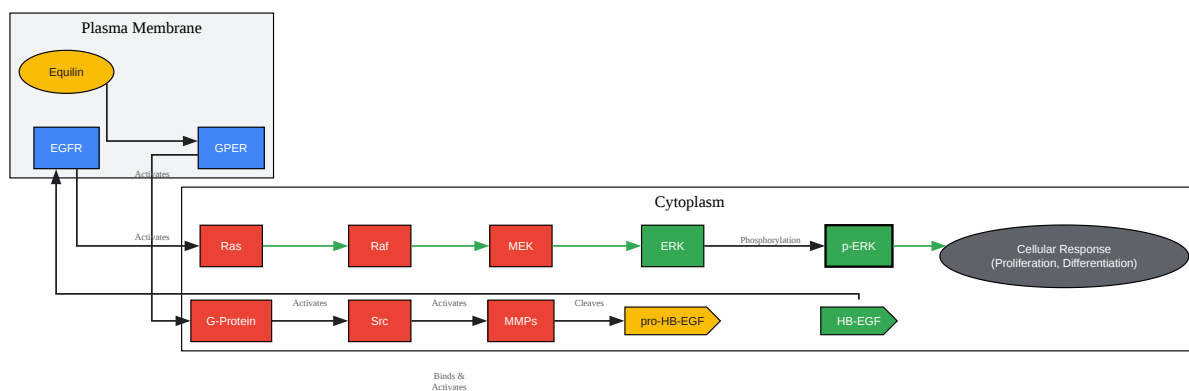 Plasma Membrane
Equilin
EGFR
GPER
Activates
Cytoplasm
Activates
Ras
Raf
MEK
ERK
Phosphorylation
p-ERK
Cellular Response
(Proliferation, Differentiation)
G-Protein
Activates
Src
Activates
MMPs
Cleaves
pro-HB-EGF
HB-EGF
Binds &
Activates